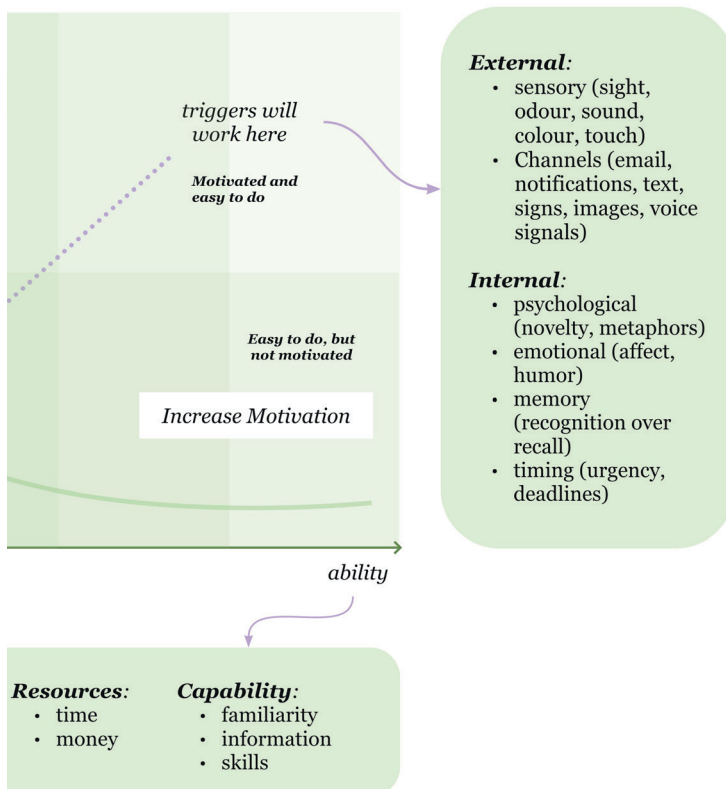 triggers will
work here
Motivated and
easy to do
Easy to do, but
not motivated
Increase Motivation
ability
External:
• sensory (sight,
odour, sound,
colour, touch)
• Channels (email,
notifications, text,
signs, images, voice
signals)
Internal:
• psychological
(novelty, metaphors)
• emotional (affect,
humor)
• memory
(recognition over
recall)
• timing (urgency,
deadlines)
Resources:
• time
• money
Capability:
• familiarity
• information
• skills